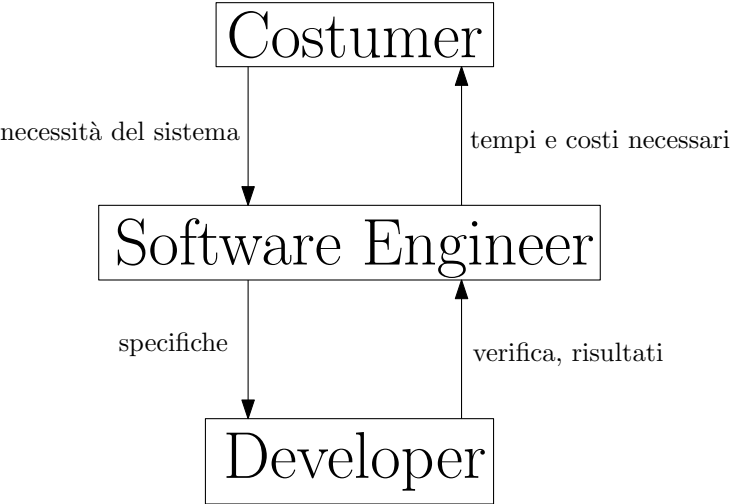 Costumer
necessità del sistema
tempi e costi necessari
Software Engineer
specifiche
verifica, risultati
Developer